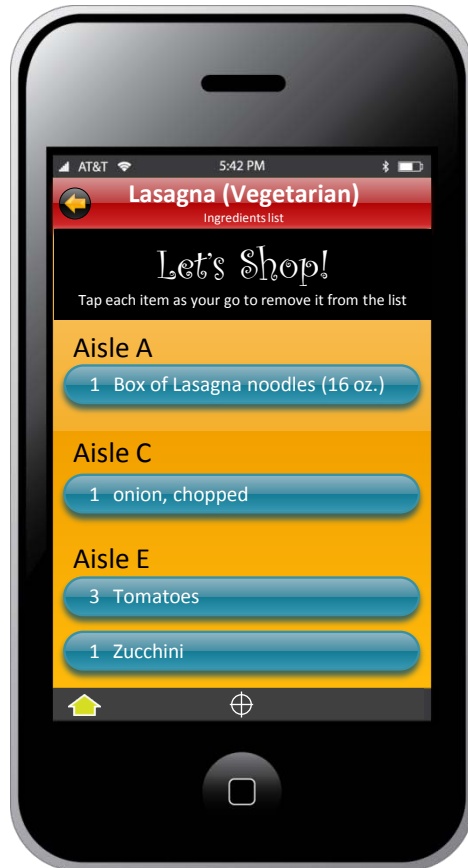 AT&T 5:42 PM
Lasagna (Vegetarian)
Ingredients list
Let's Shop!
Tap each item as your go to remove it from the list
Aisle A
1 Box of Lasagna noodles (16 oz.)
Aisle C
1 onion, chopped
Aisle E
3 Tomatoes
1 Zucchini